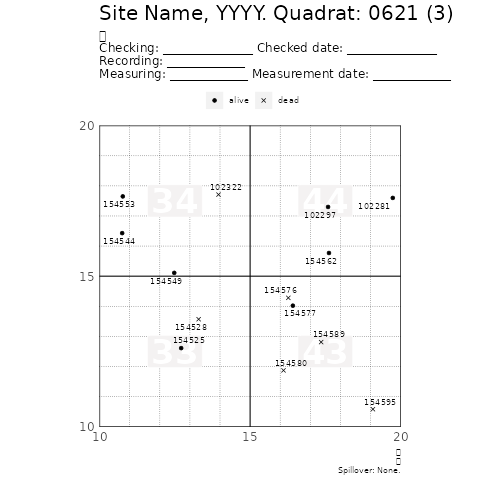 Site Name, YYYY. Quadrat: 0621 (3)
Checking: ______________ Checked date: ______________
Recording: ____________
Measuring: ____________ Measurement date: ____________
alive dead
20
34 44
102322
154553
102281
102297
154544
154562
15
154549
154576
154577
154528
154589
154525
33 43
154580
154595
10
10 15 20
Spillover: None.